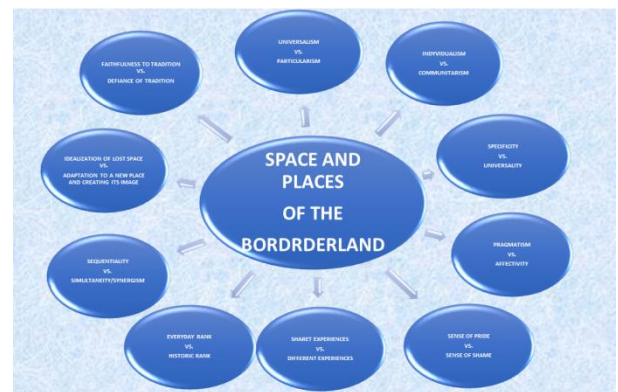 UNIVERSALISM
VS.
PARTICULARISM
INDYVIDUALISM
VS.
COMMUNITARISM
SPECIFICITY
VS.
UNIVERSALITY
PRAGMATISM
VS.
AFFECTIVITY
SENSE OF PRIDE
VS.
SENSE OF SHAME
SHARET EXPERIENCES
VS.
DIFFERENT EXPERIENCES
EVERYDAY RANK
VS.
HISTORIC RANK
SEQUENTIALITY
VS.
SIMULTANEITY/SYNERGISM
IDEALIZATION OF LOST SPACE
VS.
ADAPTATION TO A NEW PLACE
AND CREATING ITS IMAGE
FAITHFULNESS TO TRADITION
VS.
DEFIANCE OF TRADITION
SPACE AND
PLACES
OF THE
BORDRDERLAND